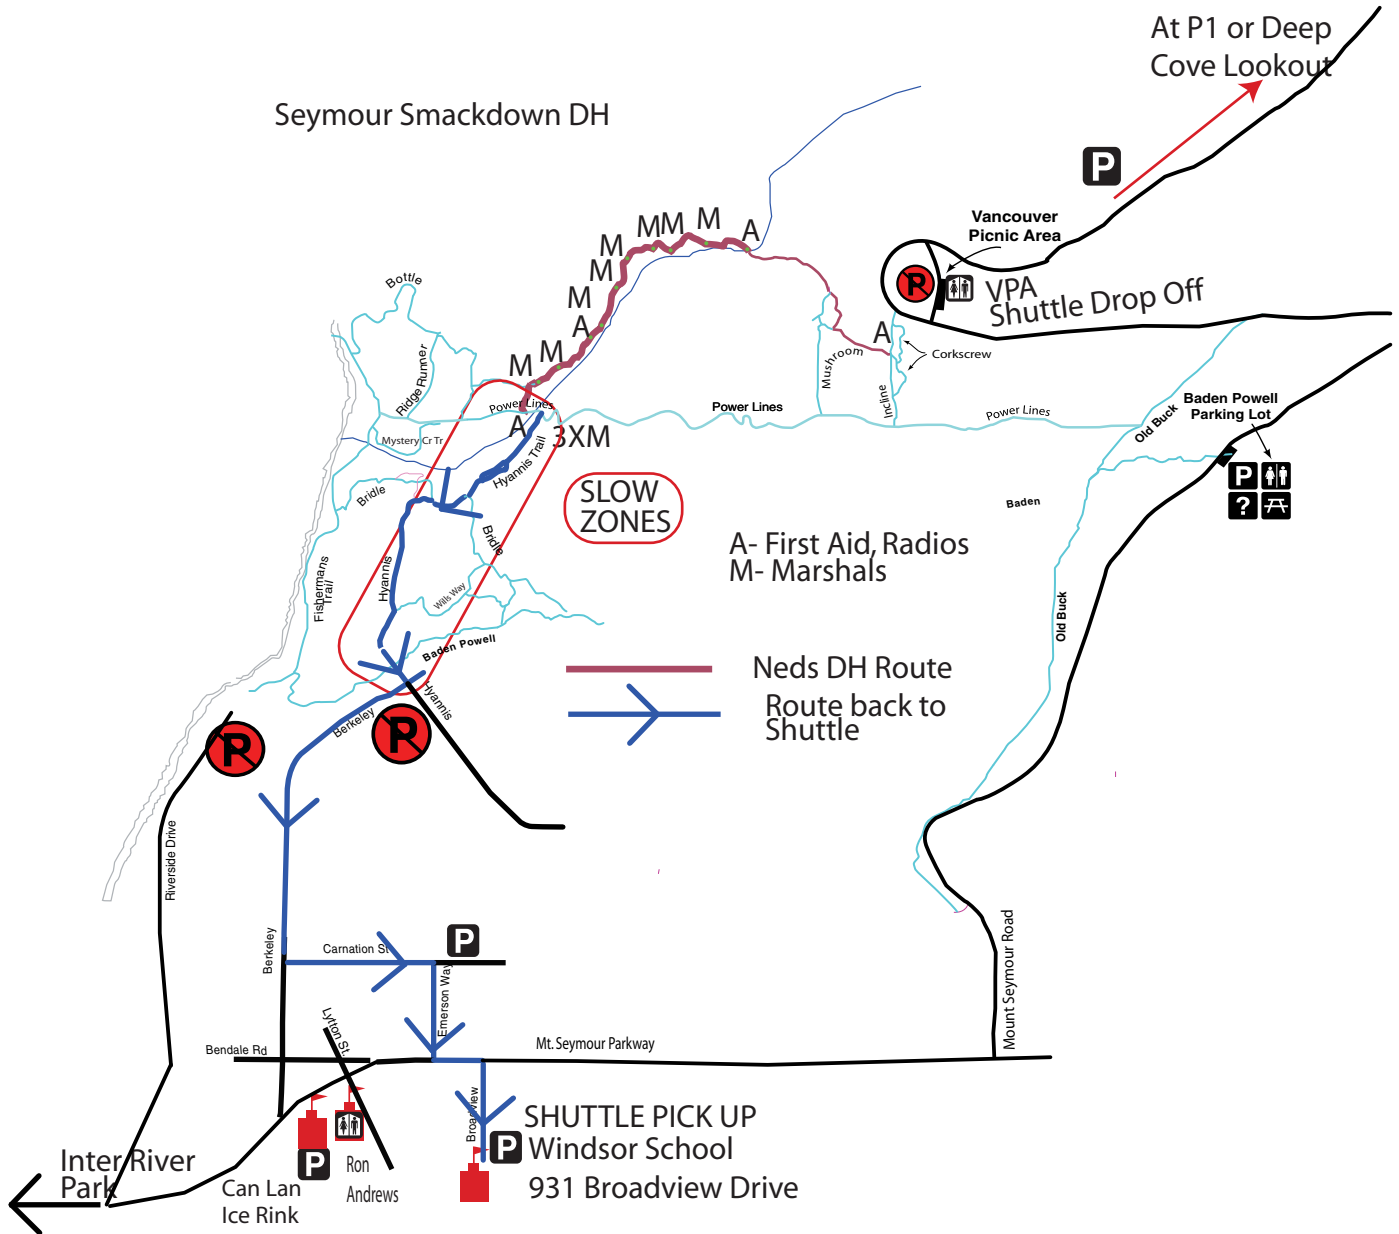 At P1 or Deep
Cove Lookout
Seymour Smackdown DH
P
Vancouver
Picnic Area
M
MM
M
A
M
M
M
A
M
M
P
VPA
Shuttle Drop Off
Bottle
Ridge Runner
A
Corkscrew
Mushroom
Incline
Power Lines
Power Lines
Power Lines
Baden Powell
Parking Lot
Old Buck
Mystery Cr Tr
A
3XM
Hyannis Trail
P
?
Bridle
SLOW
ZONES
Baden
Bridle
A- First Aid, Radios
M- Marshals
Fishermans
Trail
Hyannis
Wills Way
Old Buck
Baden Powell
Neds DH Route
Route back to
Shuttle
Hyannis
Berkeley
P
P
Riverside Drive
Berkeley
Carnation St
P
Emerson Way
Mount Seymour Road
Lytton St.
Bendale Rd
Mt. Seymour Parkway
Broadview
SHUTTLE PICK UP
P
Windsor School
931 Broadview Drive
Inter River
Park
P
Can Lan
Ice Rink
Ron
Andrews